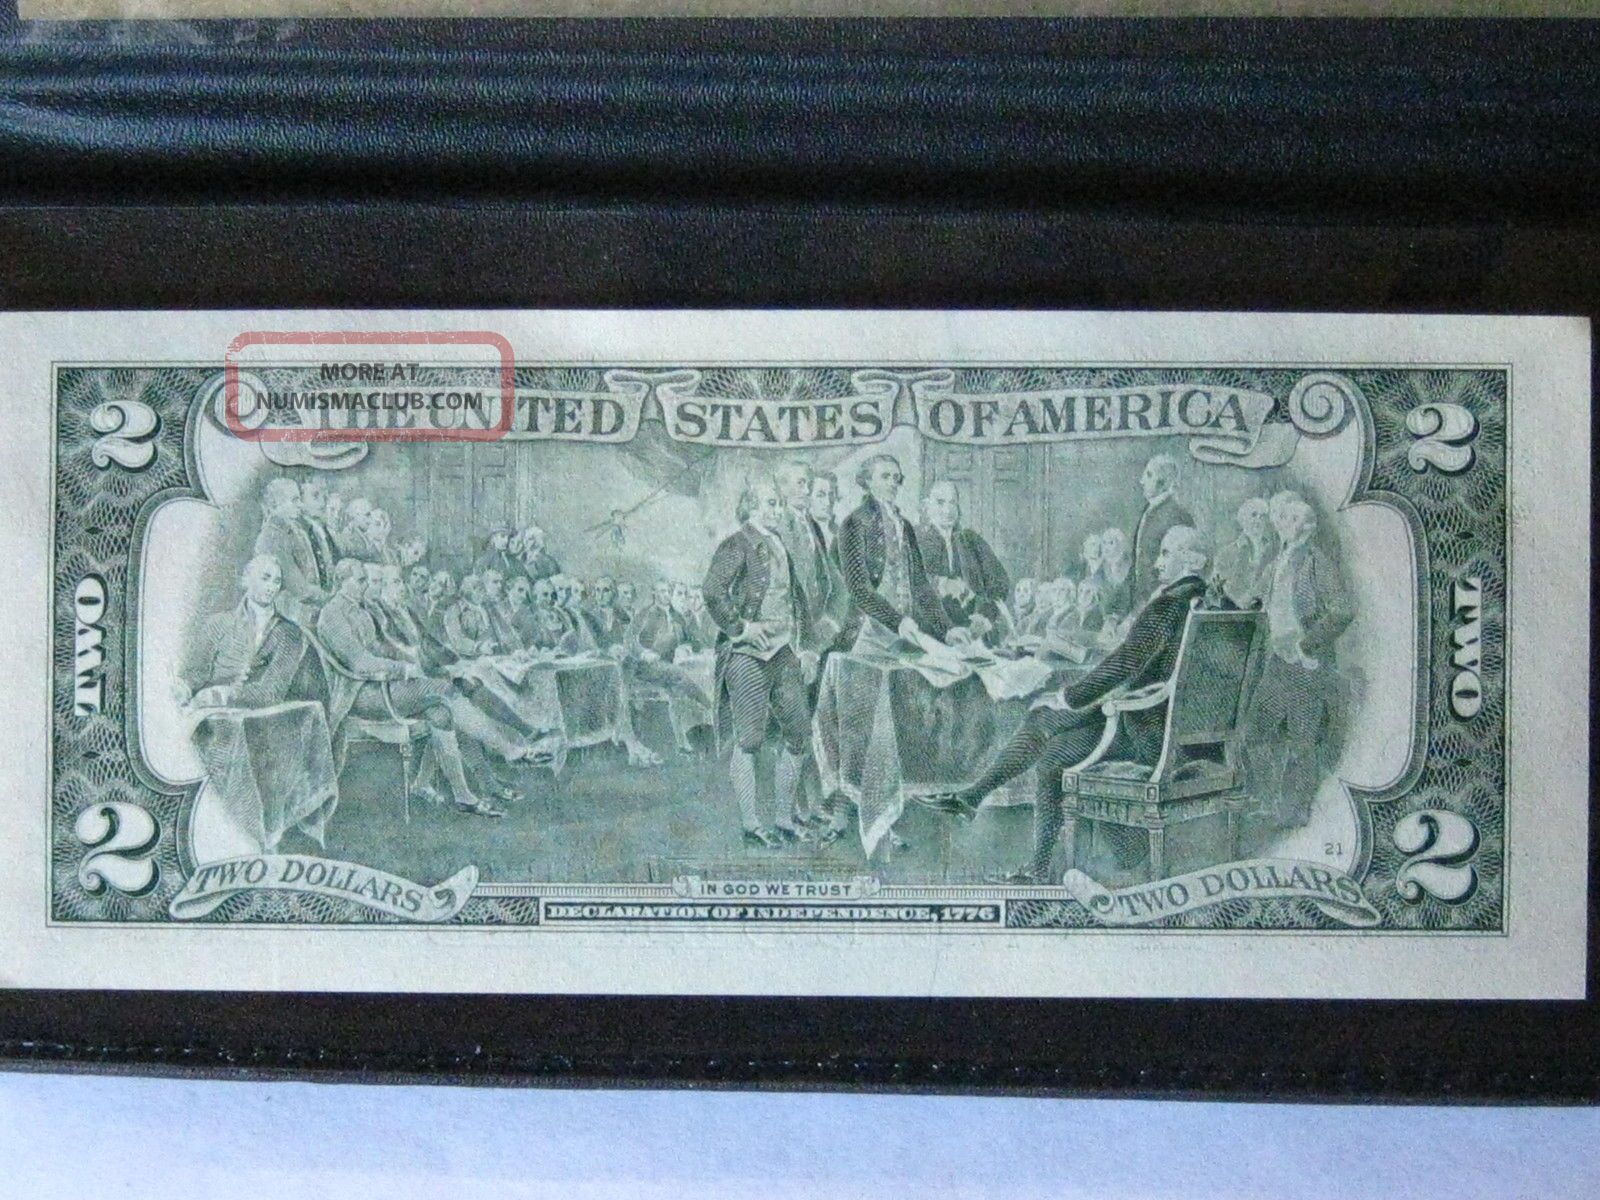 MORE AT
NUMISMACLUB.COM
THE UNITED STATES OF AMERICA
2 2
TWO TWO
2 2
21
TWO DOLLARS TWO DOLLARS
IN GOD WE TRUST
DECLARATION OF INDEPENDENCE, 1776